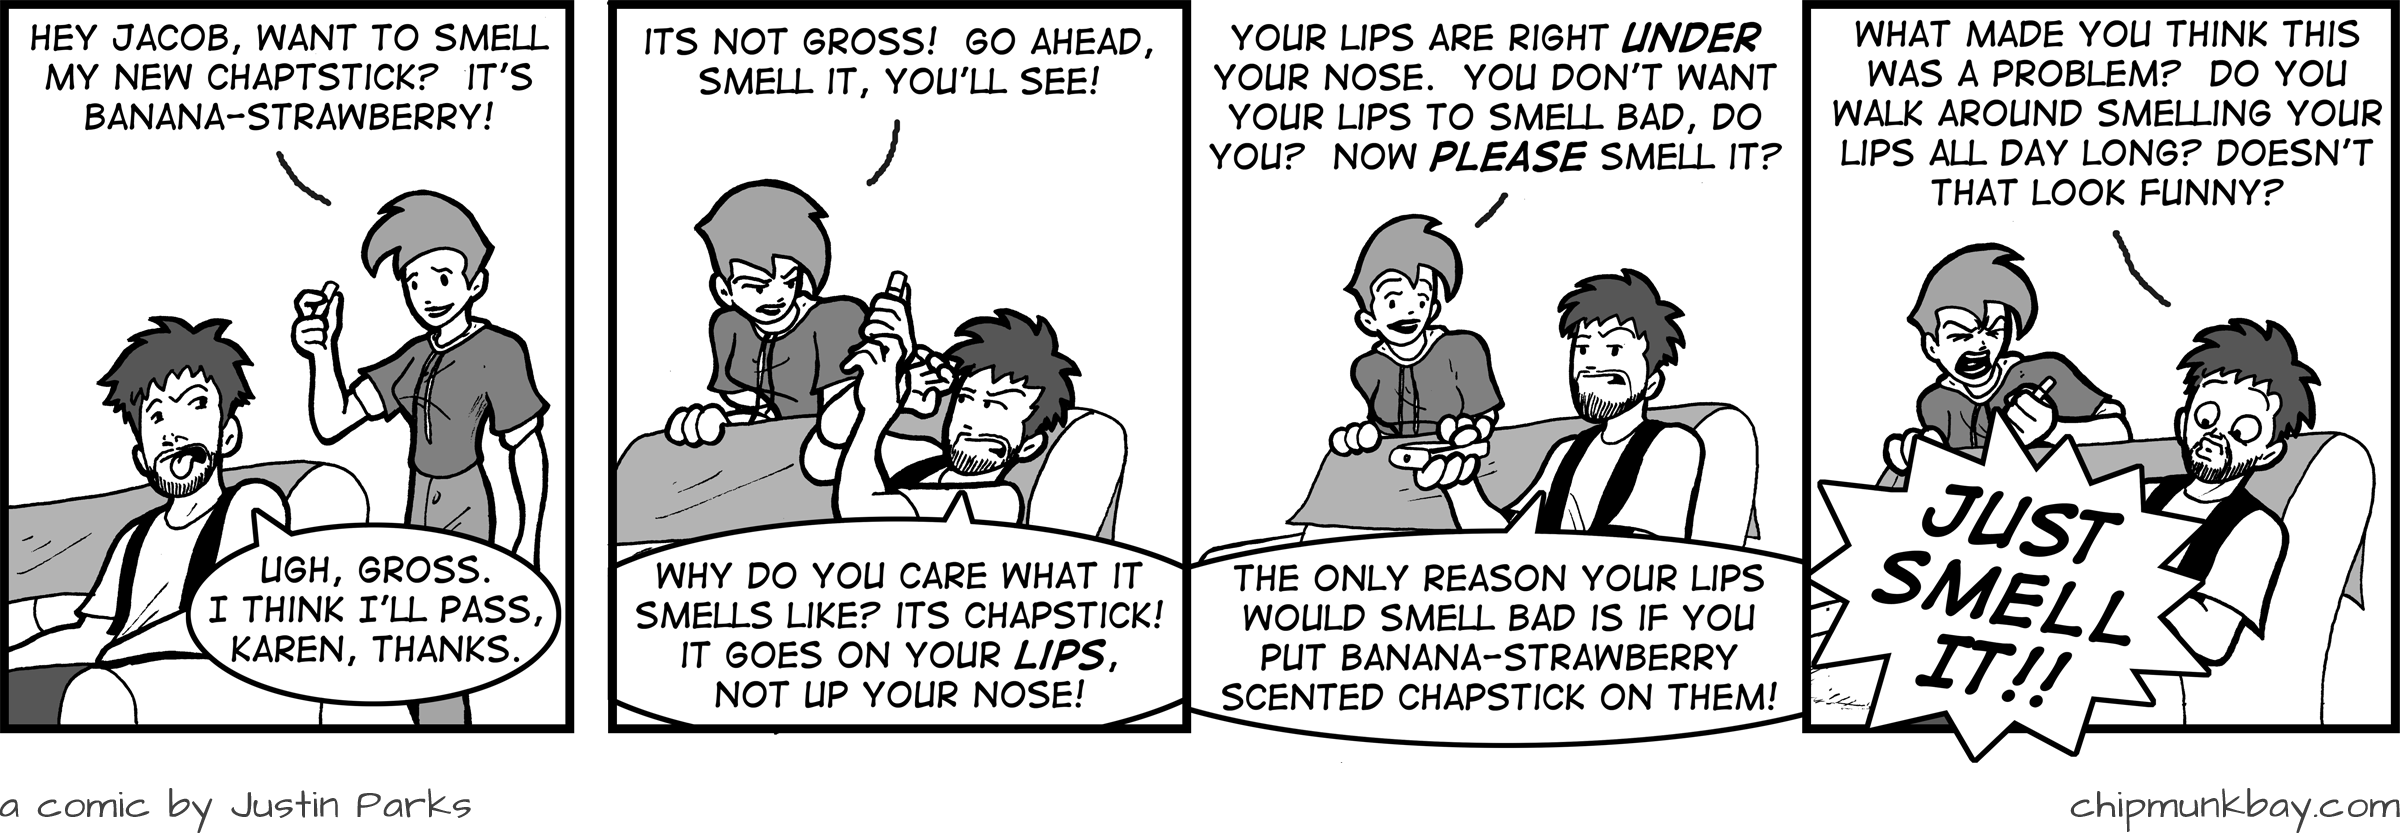 HEY JACOB, WANT TO SMELL
MY NEW CHAPTSTICK? IT'S
BANANA-STRAWBERRY!
UGH, GROSS.
I THINK I'LL PASS,
KAREN, THANKS.
ITS NOT GROSS! GO AHEAD,
SMELL IT, YOU'LL SEE!
WHY DO YOU CARE WHAT IT
SMELLS LIKE? ITS CHAPSTICK!
IT GOES ON YOUR LIPS,
NOT UP YOUR NOSE!
YOUR LIPS ARE RIGHT UNDER
YOUR NOSE. YOU DON'T WANT
YOUR LIPS TO SMELL BAD, DO
YOU? NOW PLEASE SMELL IT?
THE ONLY REASON YOUR LIPS
WOULD SMELL BAD IS IF YOU
PUT BANANA-STRAWBERRY
SCENTED CHAPSTICK ON THEM!
WHAT MADE YOU THINK THIS
WAS A PROBLEM? DO YOU
WALK AROUND SMELLING YOUR
LIPS ALL DAY LONG? DOESN'T
THAT LOOK FUNNY?
JUST
SMELL
IT!!
a comic by Justin Parks
chipmunkbay.com